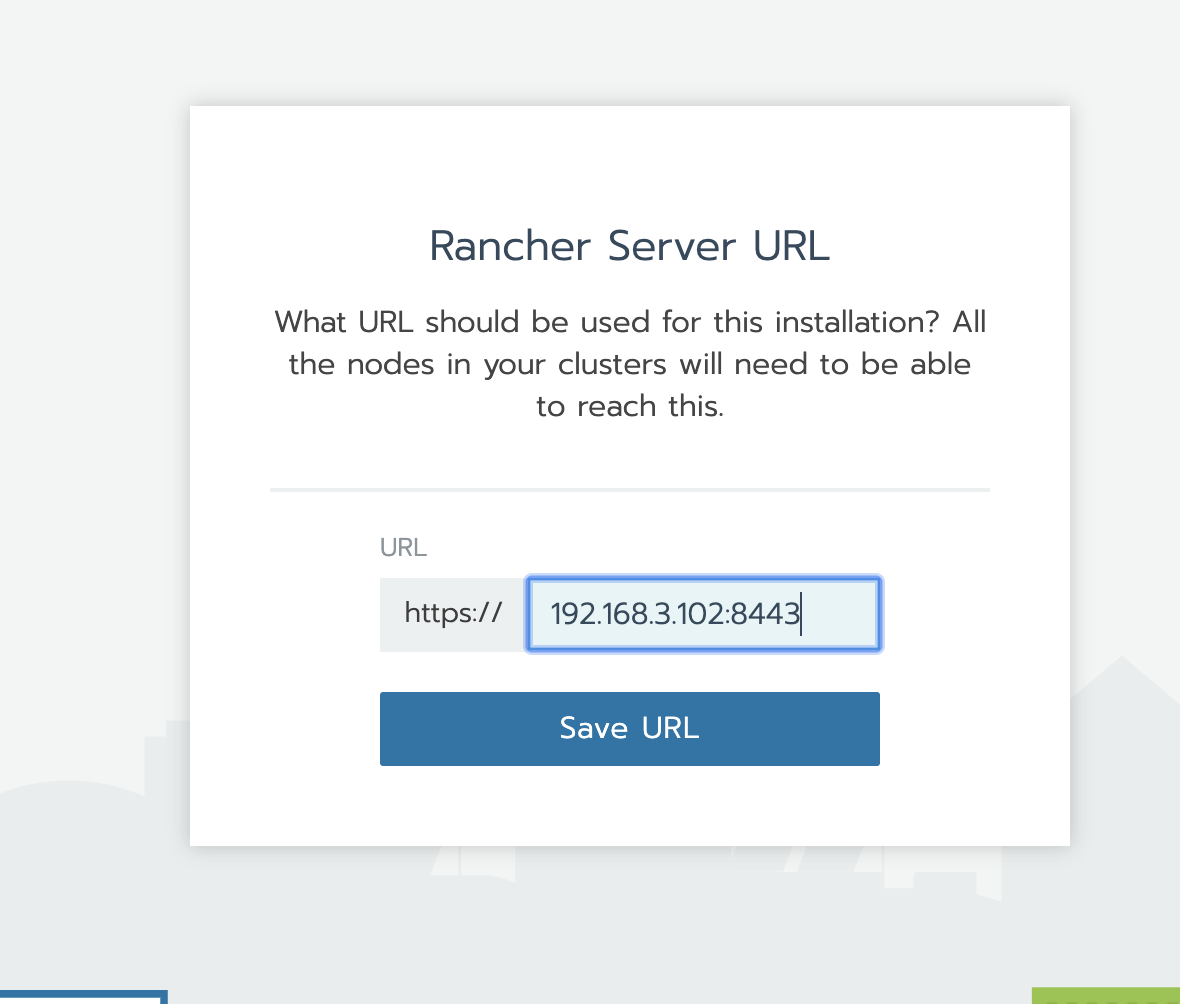 Rancher Server URL
What URL should be used for this installation? All
the nodes in your clusters will need to be able
to reach this.
URL
https:// 192.168.3.102:8443
Save URL